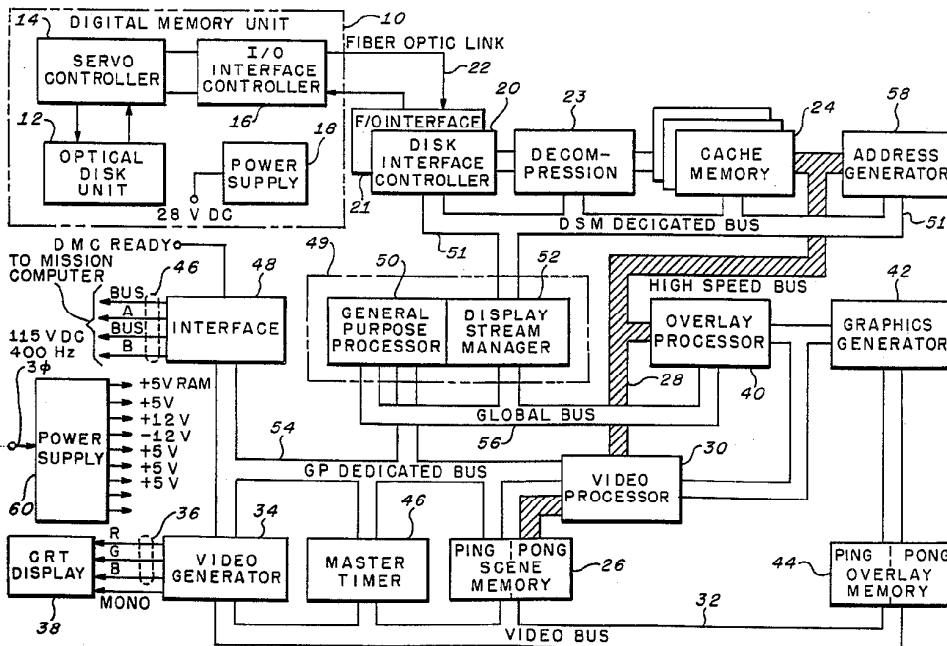 14
DIGITAL MEMORY UNIT
10
SERVO
CONTROLLER
I/O
INTERFACE
CONTROLLER
FIBER OPTIC LINK
22
16
12
OPTICAL
DISK UNIT
POWER
SUPPLY
18
28 V DC
F/O INTERFACE
20
DISK
INTERFACE
CONTROLLER
21
23
DECOM-
PRESSION
24
CACHE
MEMORY
58
ADDRESS
GENERATOR
DSM DEDICATED BUS
51
51
HIGH SPEED BUS
DMC READY
TO MISSION
COMPUTER
46
48
BUS
A
BUS
B
INTERFACE
49
50
52
GENERAL
PURPOSE
PROCESSOR
DISPLAY
STREAM
MANAGER
OVERLAY
PROCESSOR
40
42
GRAPHICS
GENERATOR
28
GLOBAL BUS
56
54
GP DEDICATED BUS
115 V DC
400 Hz
3ϕ
POWER
SUPPLY
60
+5V RAM
+5V
+12 V
-12V
+5 V
+5 V
+5 V
30
VIDEO
PROCESSOR
36
R
G
B
MONO
CRT
DISPLAY
38
34
VIDEO
GENERATOR
46
MASTER
TIMER
PING PONG
SCENE
MEMORY
26
32
44
PING PONG
OVERLAY
MEMORY
VIDEO BUS